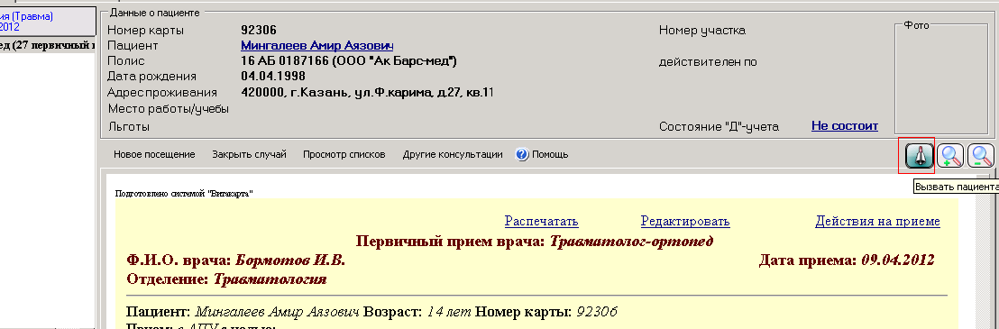 ия (Травма)
2012
ед (27 первичный
Данные о пациенте
Номер карты 92306 Номер участка
Фото
Пациент Мингалеев Амир Аязович
Полис 16 АБ 0187166 (ООО "Ак Барс-мед") действителен по
Дата рождения 04.04.1998
Адрес проживания 420000, г.Казань, ул.Ф.карима, д.27, кв.11
Место работы/учебы
Льготы Состояние "Д"-учета Не состоит
Новое посещение Закрыть случай Просмотр списков Другие консультации ? Помощь
Вызвать пациента
Подготовлено системой "Витакарта"
Распечатать Редактировать Действия на приеме
Первичный прием врача: Травматолог-ортопед
Ф.И.О. врача: Бормотов И.В. Дата приема: 09.04.2012
Отделение: Травматология
Пациент: Мингалеев Амир Аязович Возраст: 14 лет Номер карты: 92306
Прием: в АПУ с целью: